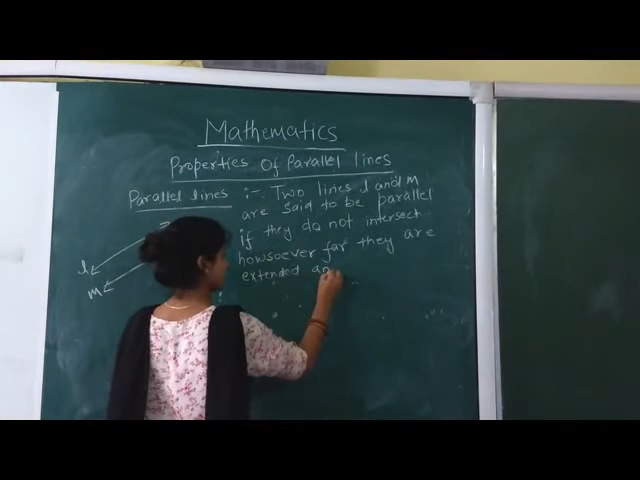 Mathematics
Properties Of Parallel lines
Parallel lines :- Two lines l and m
are said to be parallel
if they do not intersect
howsoever far they are
extended an
l
m